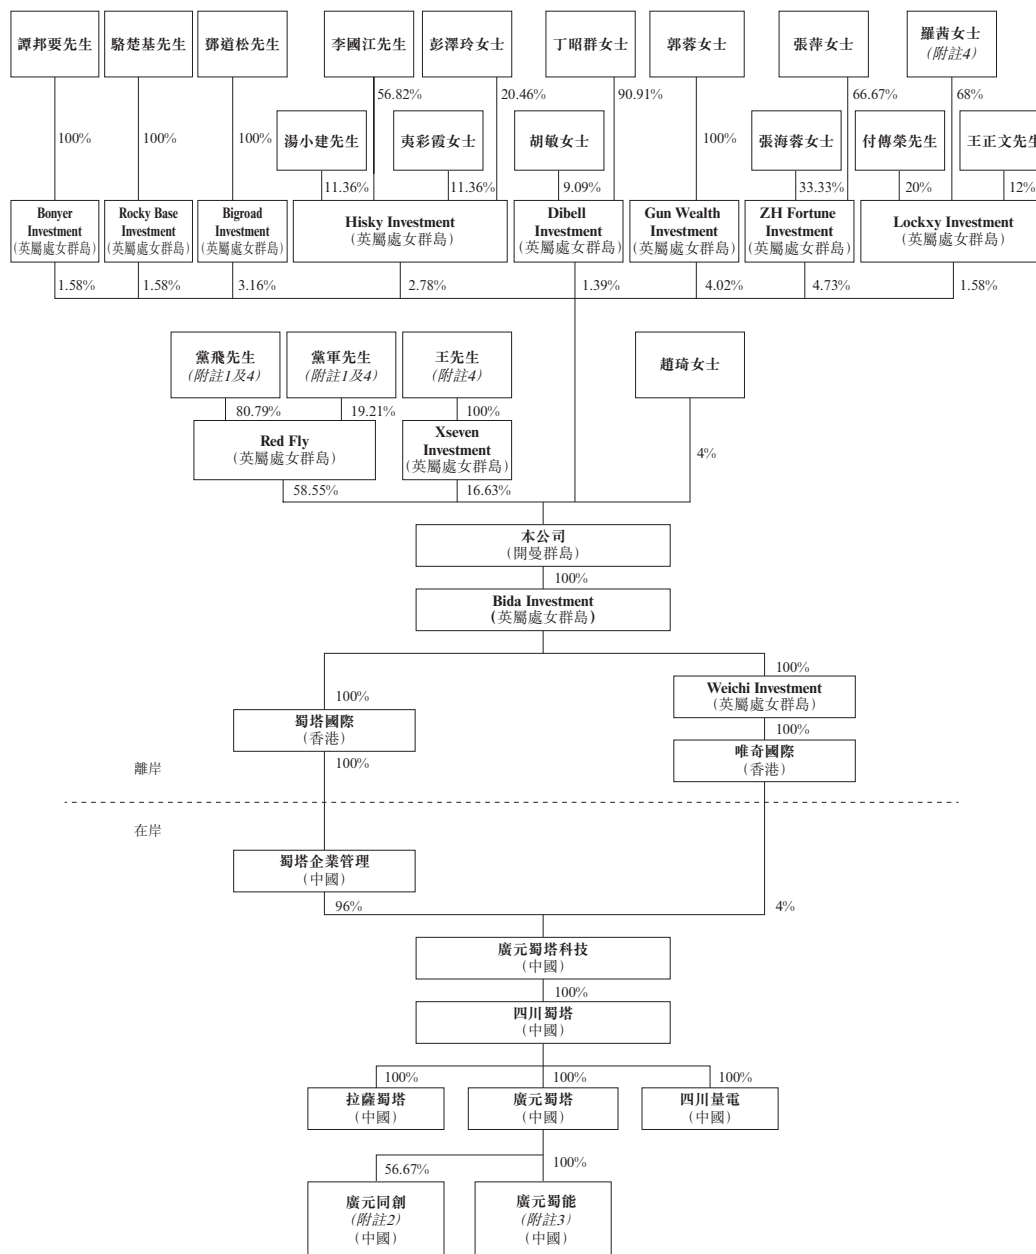 譚邦要先生
駱楚基先生
鄧道松先生
李國江先生
彭澤玲女士
丁昭群女士
郭蓉女士
張萍女士
羅茜女士
(附註4)
56.82%
20.46%
90.91%
66.67%
68%
100%
100%
100%
湯小建先生
夷彩霞女士
胡敏女士
100%
張海蓉女士
付傳榮先生
王正文先生
11.36%
11.36%
9.09%
33.33%
20%
12%
Bonyer
Investment
(英屬處女群島)
Rocky Base
Investment
(英屬處女群島)
Bigroad
Investment
(英屬處女群島)
Hisky Investment
(英屬處女群島)
Dibell
Investment
(英屬處女群島)
Gun Wealth
Investment
(英屬處女群島)
ZH Fortune
Investment
(英屬處女群島)
Lockxy Investment
(英屬處女群島)
1.58%
1.58%
3.16%
2.78%
1.39%
4.02%
4.73%
1.58%
黨飛先生
(附註1及4)
黨軍先生
(附註1及4)
王先生
(附註4)
趙琦女士
80.79%
19.21%
100%
Red Fly
(英屬處女群島)
Xseven
Investment
(英屬處女群島)
4%
58.55%
16.63%
本公司
(開曼群島)
100%
Bida Investment
(英屬處女群島)
100%
100%
Weichi Investment
(英屬處女群島)
蜀塔國際
(香港)
100%
唯奇國際
(香港)
100%
離岸
在岸
蜀塔企業管理
(中國)
96%
4%
廣元蜀塔科技
(中國)
100%
四川蜀塔
(中國)
100%
100%
100%
拉薩蜀塔
(中國)
廣元蜀塔
(中國)
四川量電
(中國)
56.67%
100%
廣元同創
(附註2)
(中國)
廣元蜀能
(附註3)
(中國)